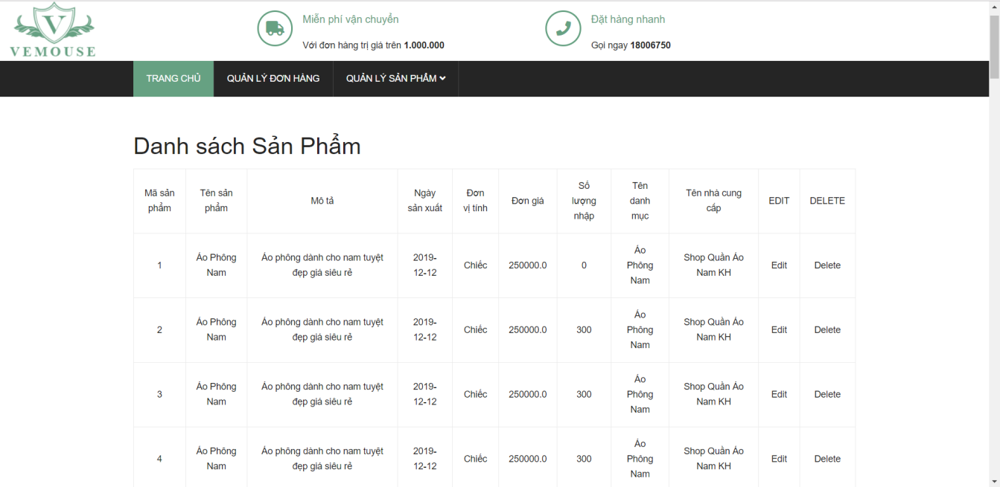 V
VEMOUSE
Miễn phí vận chuyển
Với đơn hàng trị giá trên 1.000.000
Đặt hàng nhanh
Gọi ngay 18006750
TRANG CHỦ
QUẢN LÝ ĐƠN HÀNG
QUẢN LÝ SẢN PHẨM
Danh sách Sản Phẩm
Mã sản
phẩm
Tên sản
phẩm
Mô tả
Ngày
sản xuất
Đơn
vị tính
Đơn giá
Số
lượng
nhập
Tên
danh
mục
Tên nhà cung
cấp
EDIT
DELETE
1
Áo Phông
Nam
Áo phông dành cho nam tuyệt
đẹp giá siêu rẻ
2019-
12-12
Chiếc
250000.0
0
Áo
Phông
Nam
Shop Quần Áo
Nam KH
Edit
Delete
2
Áo Phông
Nam
Áo phông dành cho nam tuyệt
đẹp giá siêu rẻ
2019-
12-12
Chiếc
250000.0
300
Áo
Phông
Nam
Shop Quần Áo
Nam KH
Edit
Delete
3
Áo Phông
Nam
Áo phông dành cho nam tuyệt
đẹp giá siêu rẻ
2019-
12-12
Chiếc
250000.0
300
Áo
Phông
Nam
Shop Quần Áo
Nam KH
Edit
Delete
4
Áo Phông
Nam
Áo phông dành cho nam tuyệt
đẹp giá siêu rẻ
2019-
12-12
Chiếc
250000.0
300
Áo
Phông
Nam
Shop Quần Áo
Nam KH
Edit
Delete